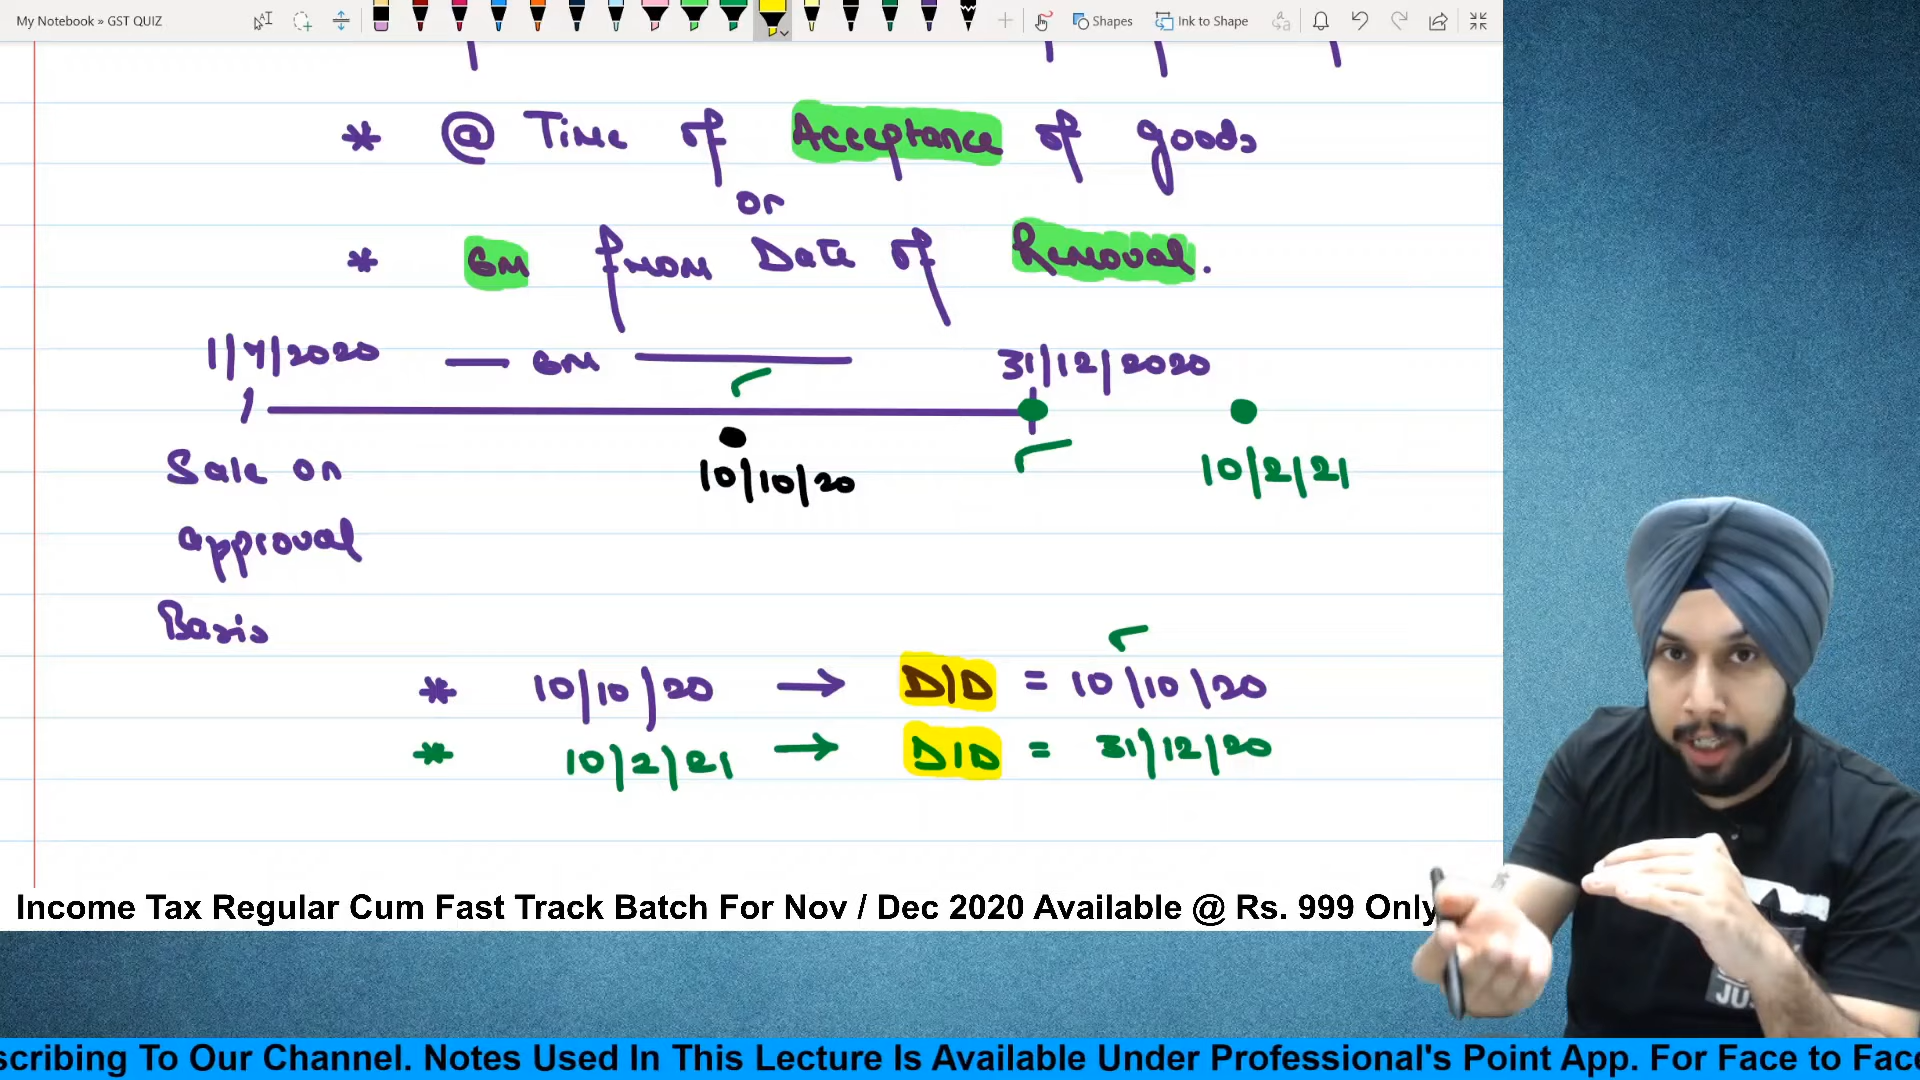 My Notebook » GST QUIZ
Shapes
Ink to Shape
* @ Time of Acceptance of goods
or
* 6M from Date of Removal.
1/7/2020 — 6M — 31/12/2020
10/10/20
10/2/21
Sale on
approval
Basis
* 10/10/20 → D/D = 10/10/20
* 10/2/21 → D/D = 31/12/20
Income Tax Regular Cum Fast Track Batch For Nov / Dec 2020 Available @ Rs. 999 Only
JU
scribing To Our Channel. Notes Used In This Lecture Is Available Under Professional's Point App. For Face to Face